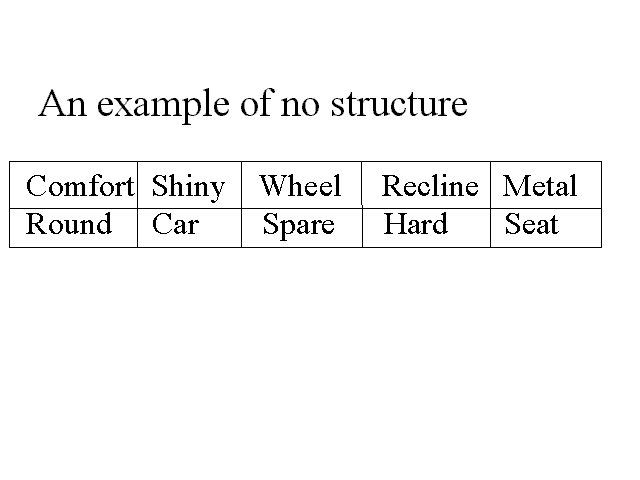 An example of no structure
Comfort Shiny Wheel Recline Metal
Round Car Spare Hard Seat